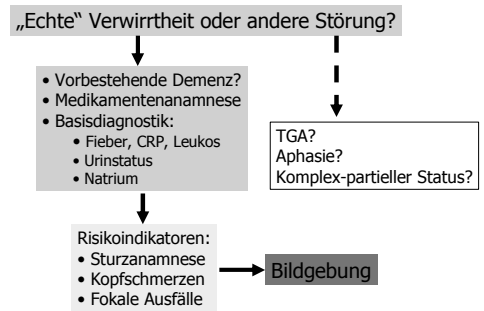 „Echte“ Verwirrtheit oder andere Störung?
• Vorbestehende Demenz?
• Medikamentenanamnese
• Basisdiagnostik:
• Fieber, CRP, Leukos
• Urinstatus
• Natrium
TGA?
Aphasie?
Komplex-partieller Status?
Risikoindikatoren:
• Sturzanamnese
• Kopfschmerzen
• Fokale Ausfälle
Bildgebung